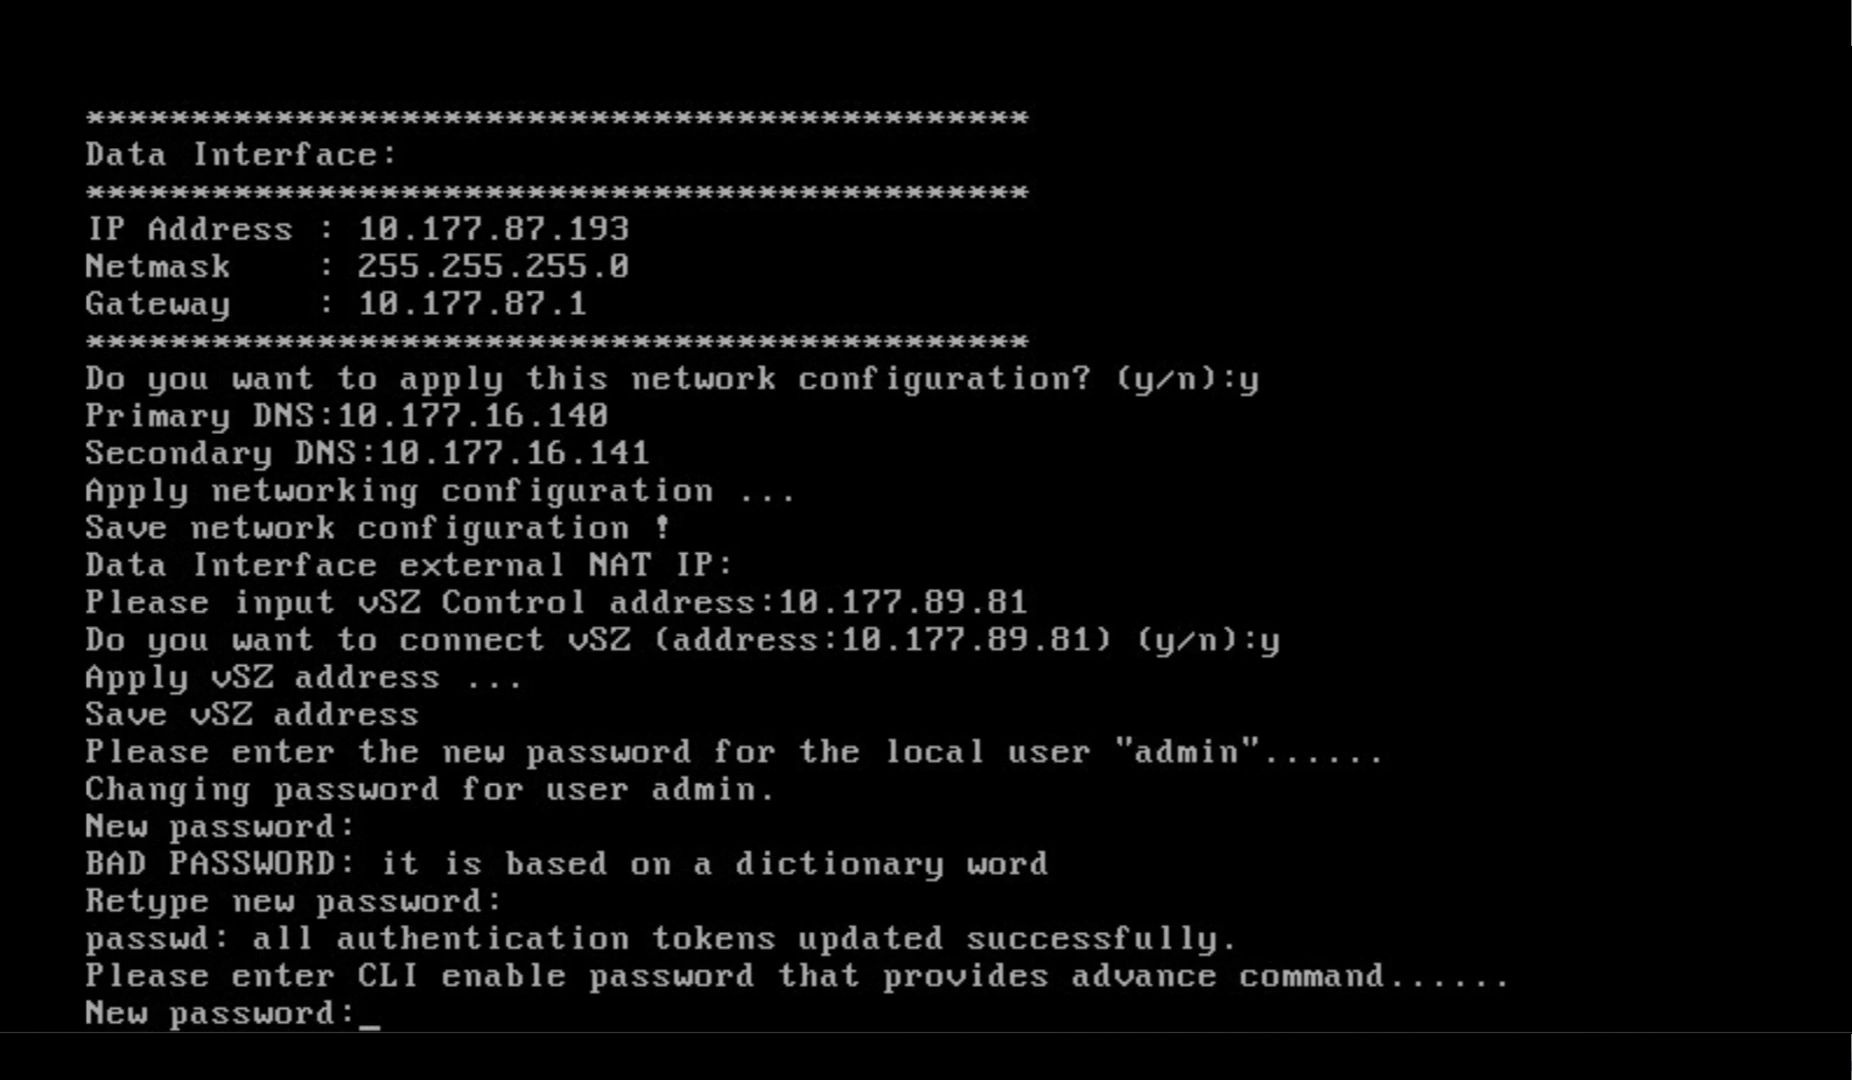 *********************************************
Data Interface:
*********************************************
IP Address : 10.177.87.193
Netmask    : 255.255.255.0
Gateway    : 10.177.87.1
*********************************************
Do you want to apply this network configuration? (y/n):y
Primary DNS:10.177.16.140
Secondary DNS:10.177.16.141
Apply networking configuration ...
Save network configuration !
Data Interface external NAT IP:
Please input vSZ Control address:10.177.89.81
Do you want to connect vSZ (address:10.177.89.81) (y/n):y
Apply vSZ address ...
Save vSZ address
Please enter the new password for the local user "admin"......
Changing password for user admin.
New password:
BAD PASSWORD: it is based on a dictionary word
Retype new password:
passwd: all authentication tokens updated successfully.
Please enter CLI enable password that provides advance command......
New password:_